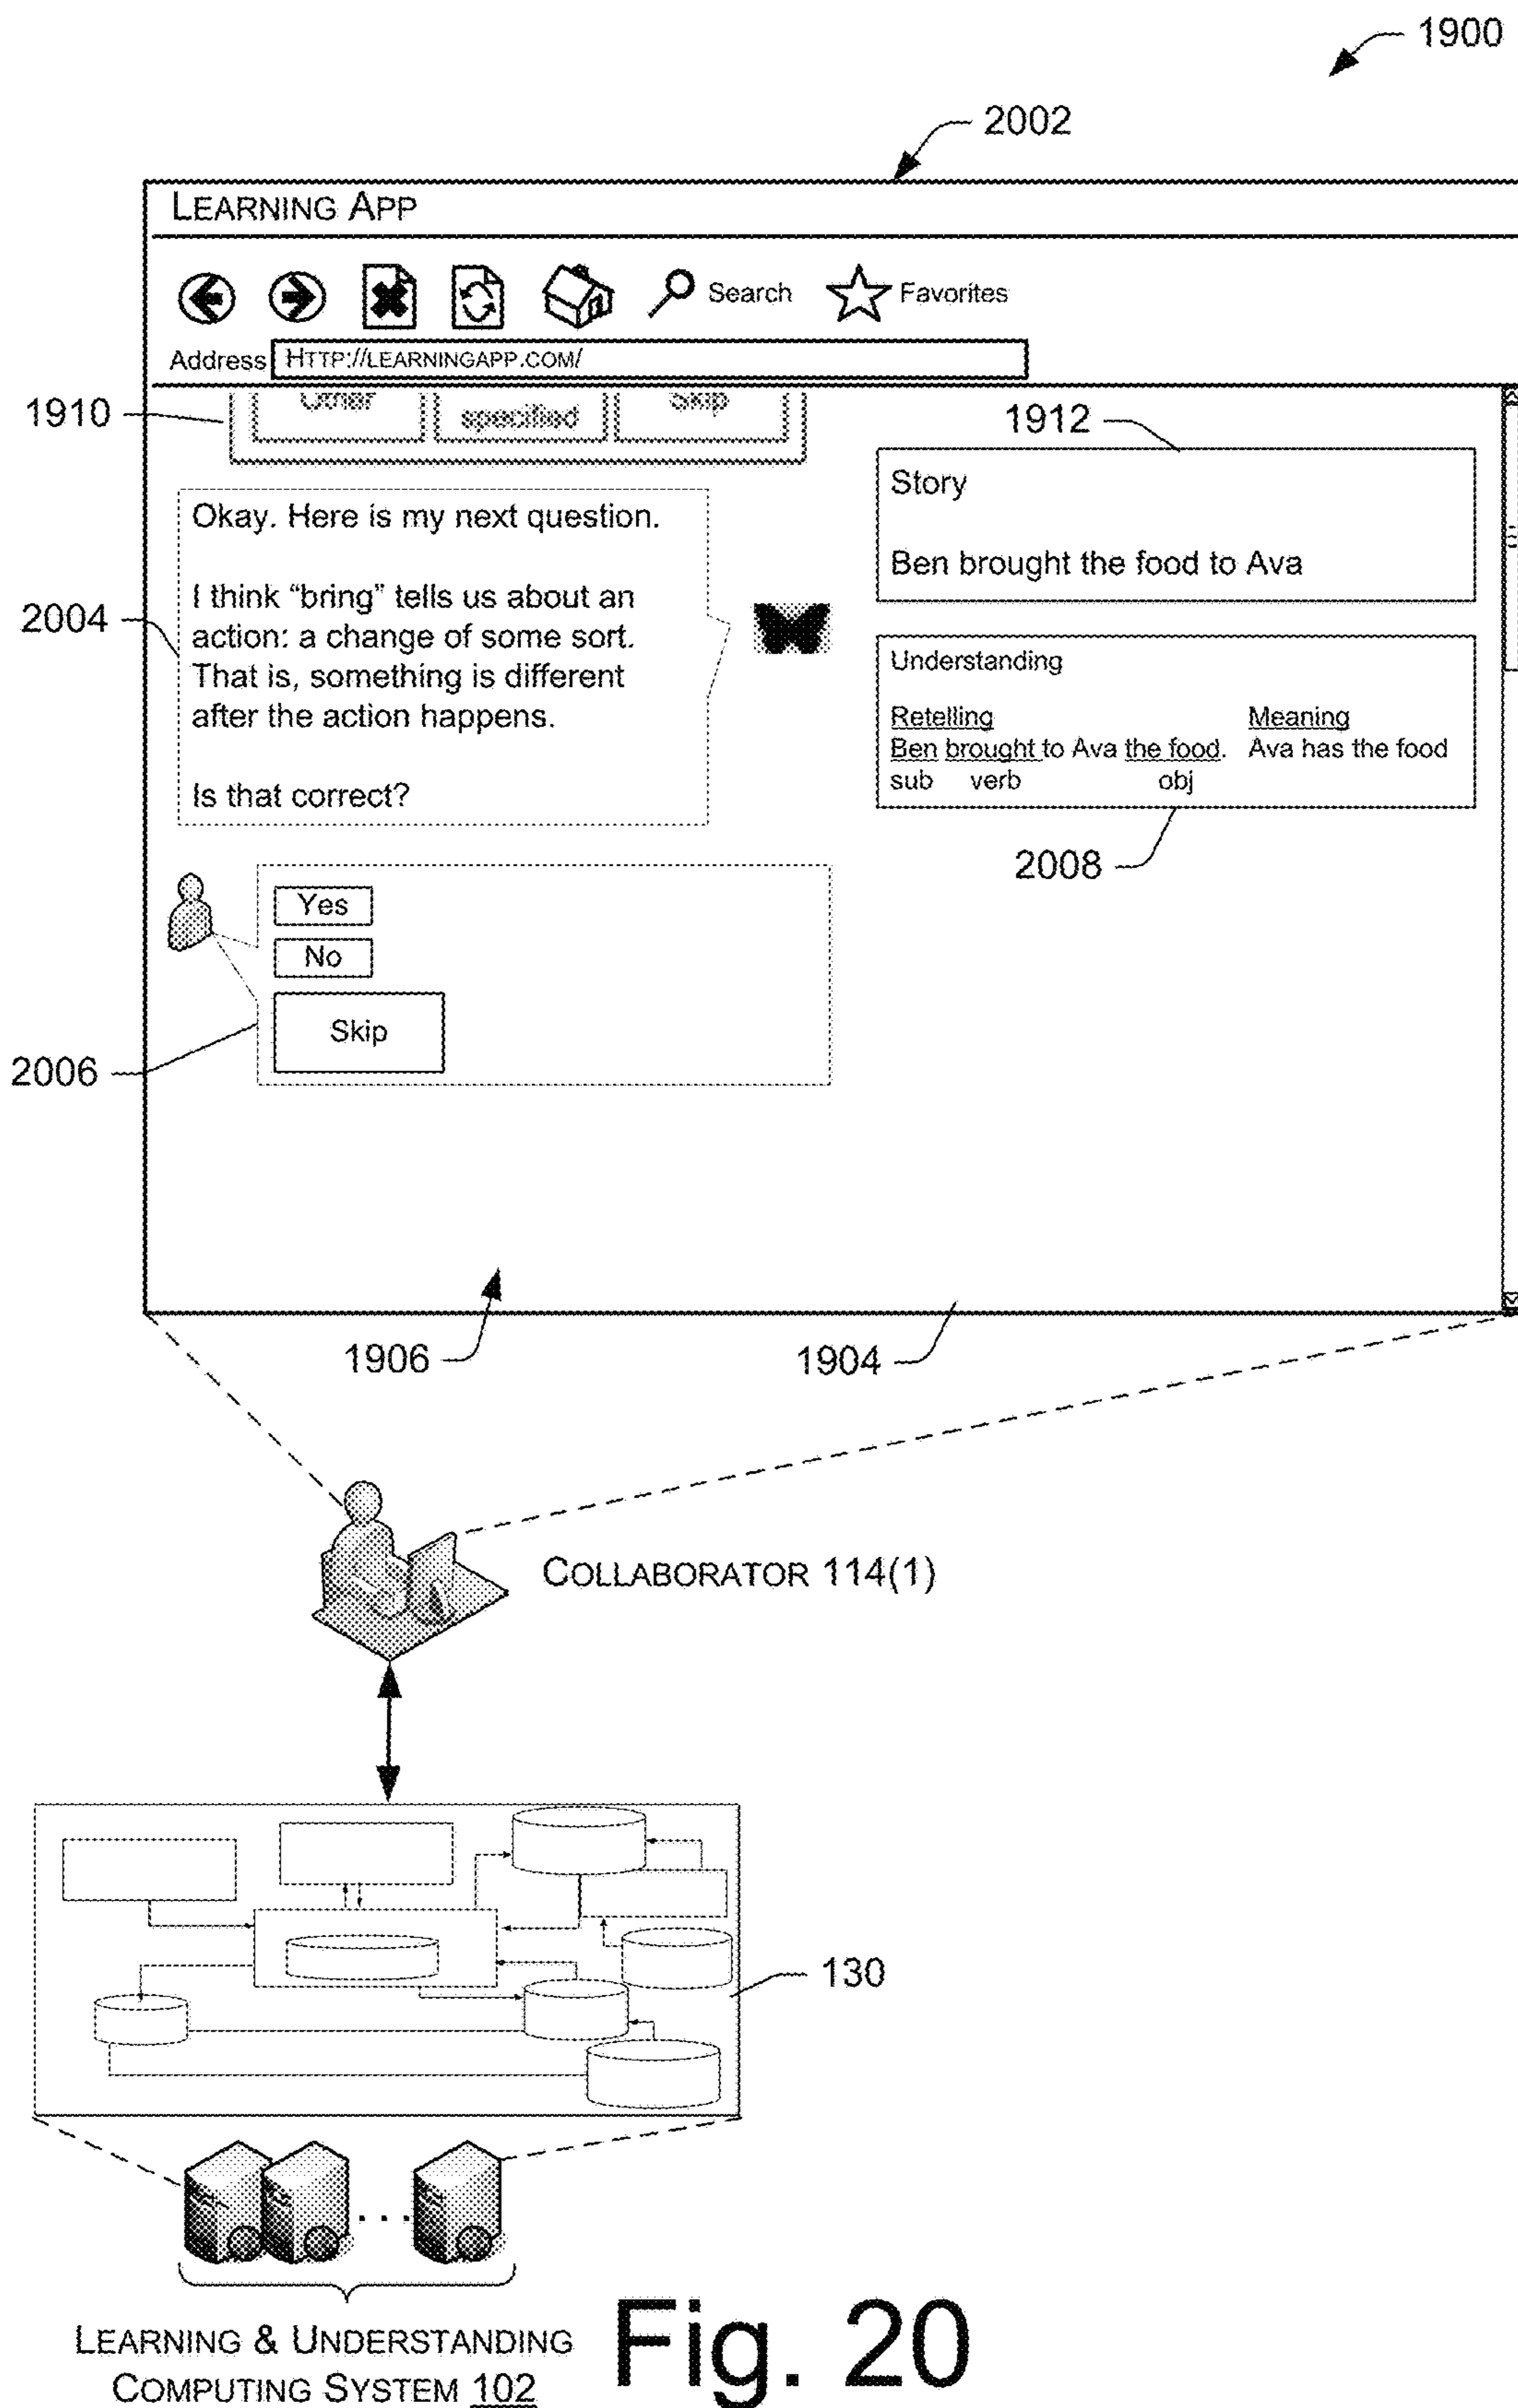 1900
2002
LEARNING APP
Search
Favorites
Address HTTP://LEARNINGAPP.COM/
1910
Other
specified
Skip
1912
Story
Ben brought the food to Ava
2004
Okay. Here is my next question.
I think “bring” tells us about an
action: a change of some sort.
That is, something is different
after the action happens.
Is that correct?
Understanding
Retelling Meaning
Ben brought to Ava the food. Ava has the food
sub verb obj
2008
Yes
No
Skip
2006
1906
1904
COLLABORATOR 114(1)
130
LEARNING & UNDERSTANDING
COMPUTING SYSTEM 102
Fig. 20